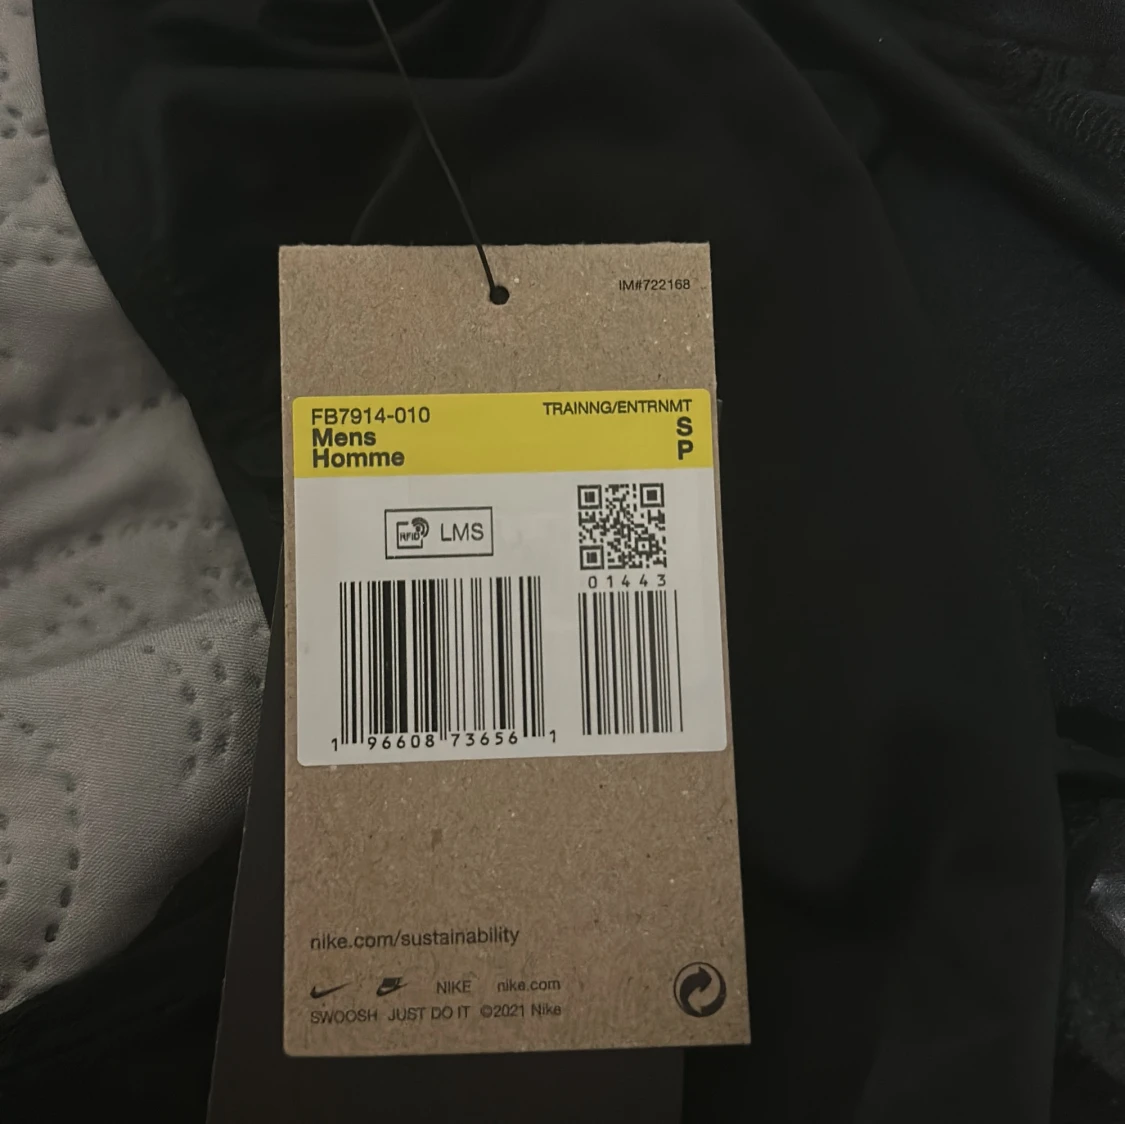 IM#722168
FB7914-010
TRAINNG/ENTRNMT
Mens
S
Homme
P
RFID LMS
01443
1 96608 73656 1
nike.com/sustainability
NIKE nike.com
SWOOSH JUST DO IT ©2021 Nike